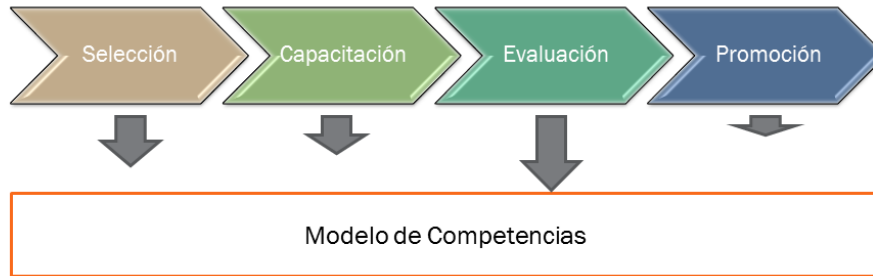 Selección
Capacitación
Evaluación
Promoción
Modelo de Competencias